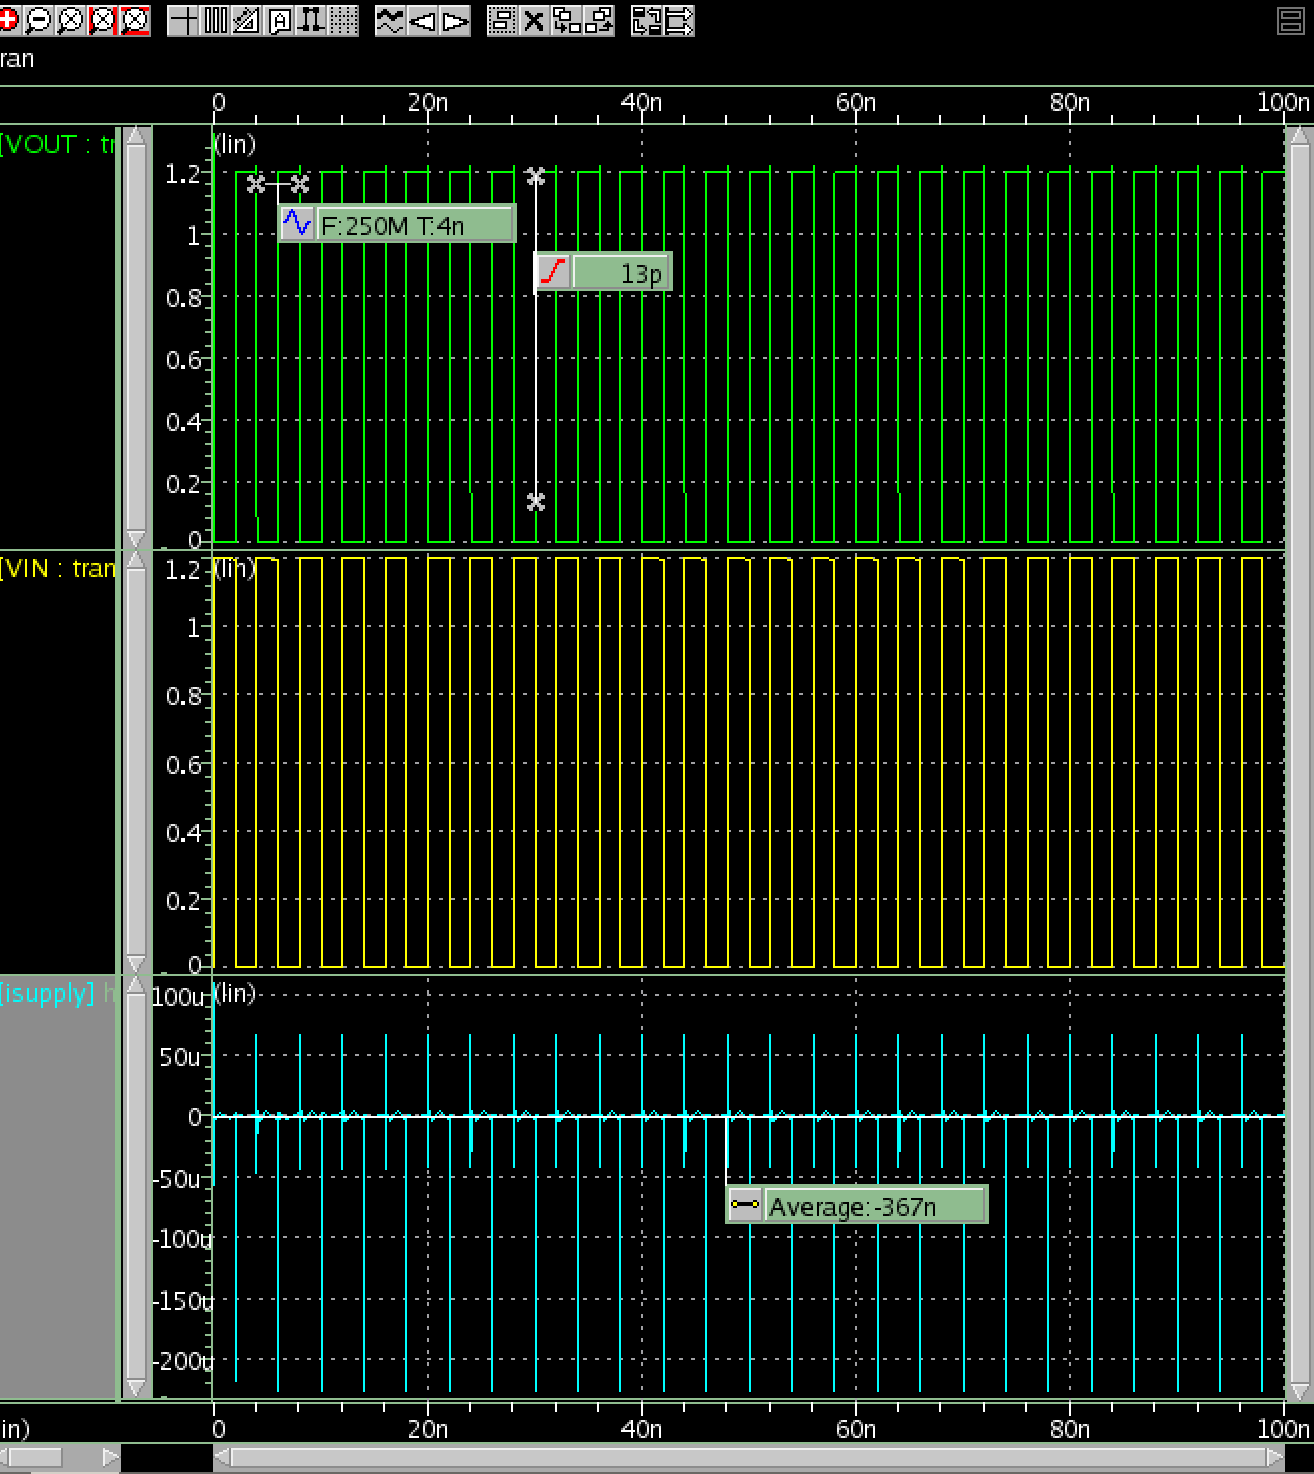 ran
0 20n 40n 60n 80n 100n
[VOUT : tr
(lin)
1.2
F:250M T:4n
1
13p
0.8
0.6
0.4
0.2
0
[VIN : tran
(lin)
1.2
1
0.8
0.6
0.4
0.2
0
[isupply] h
(lin)
100u
50u
0
-50u
Average:-367n
-100u
-150u
-200u
in)
0 20n 40n 60n 80n 100n